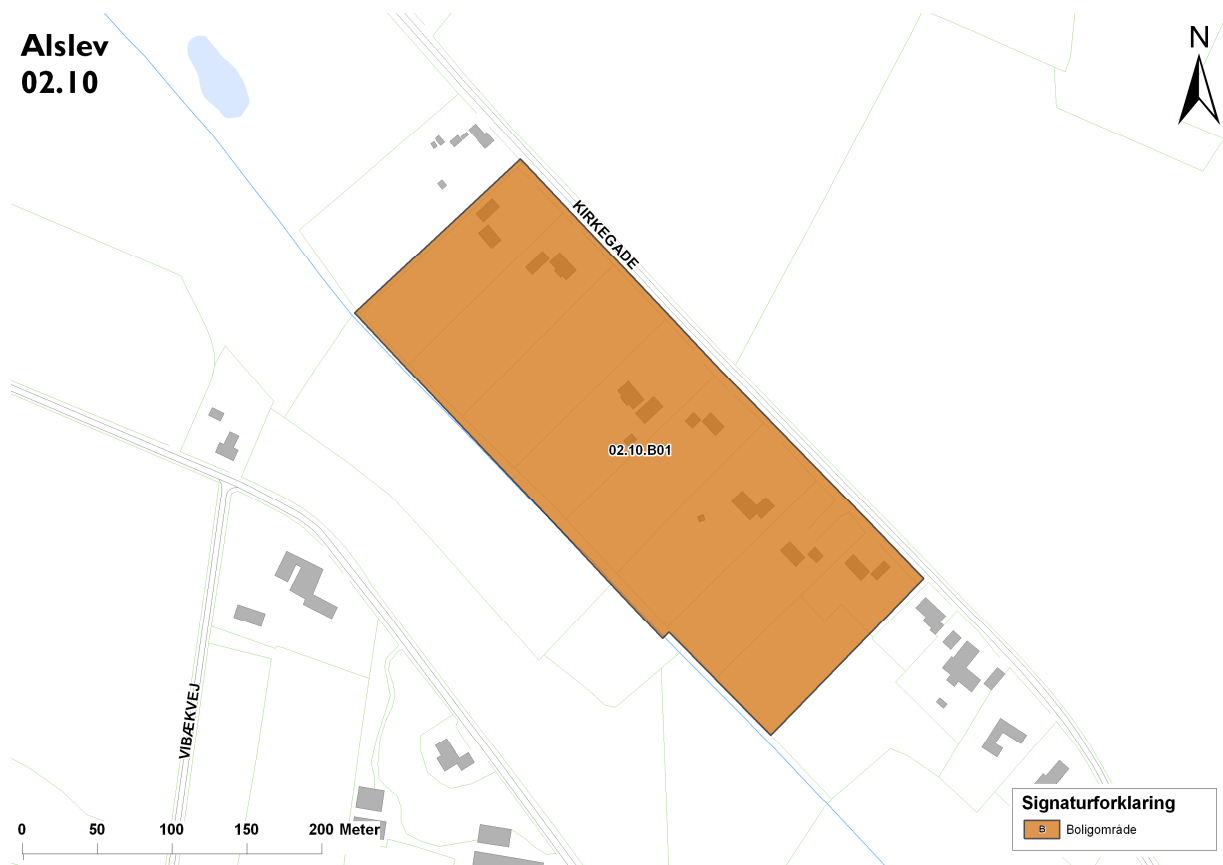 Alslev
02.10
N
KIRKEGADE
02.10.B01
VIBÆKVEJ
0 50 100 150 200 Meter
Signaturforklaring
B Boligområde